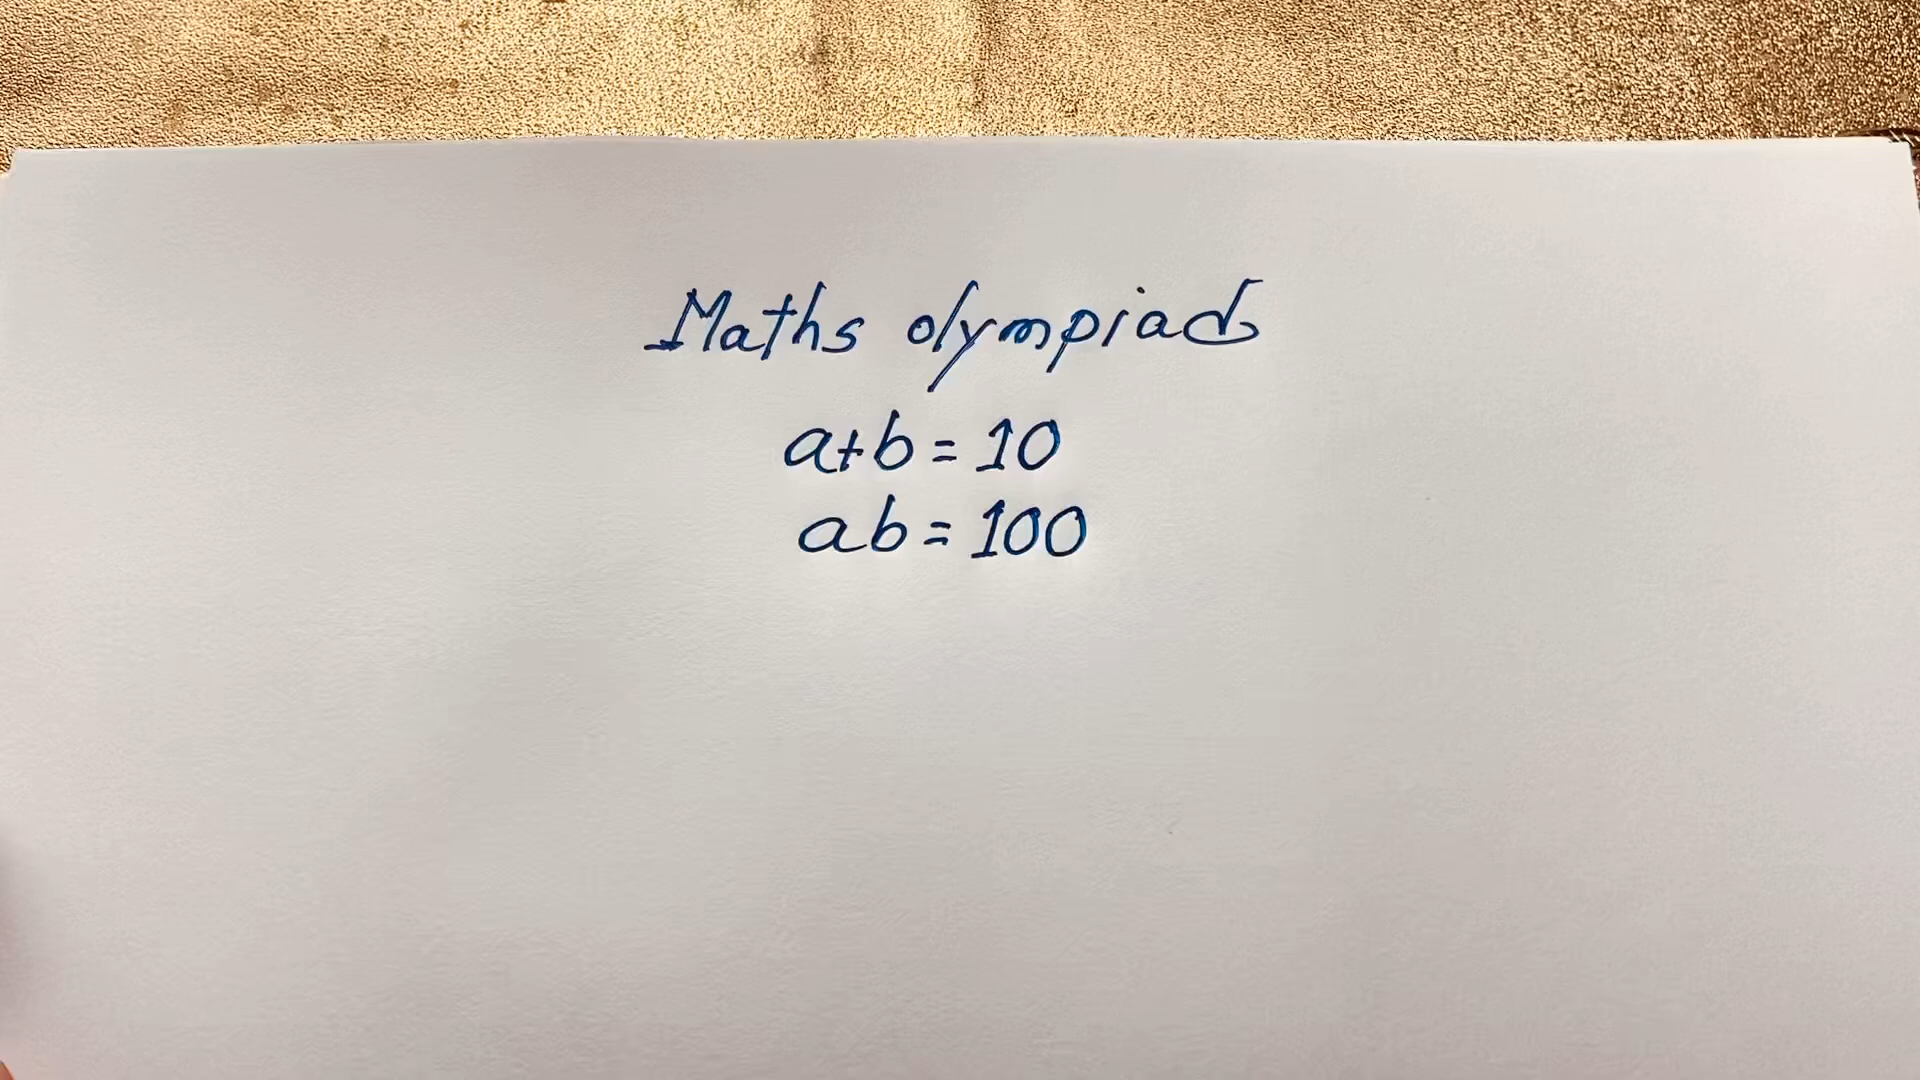 Maths olympiad
a+b = 10
ab = 100